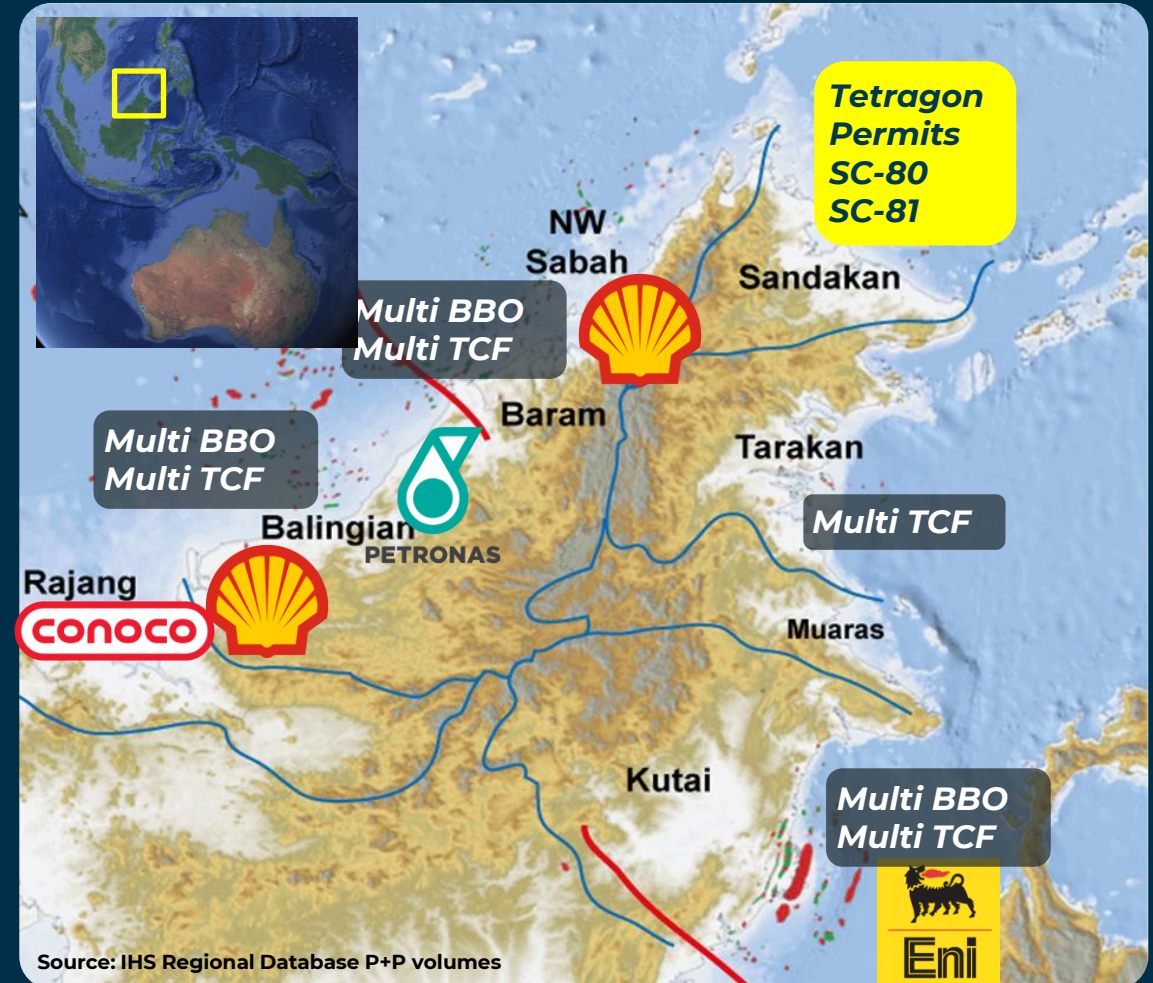 Tetragon
Permits
SC-80
SC-81
NW
Sabah
Sandakan
Multi BBO
Multi TCF
Baram
Multi BBO
Multi TCF
Tarakan
Multi TCF
Balingian
PETRONAS
Rajang
conoco
Muaras
Kutai
Multi BBO
Multi TCF
Eni
Source: IHS Regional Database P+P volumes